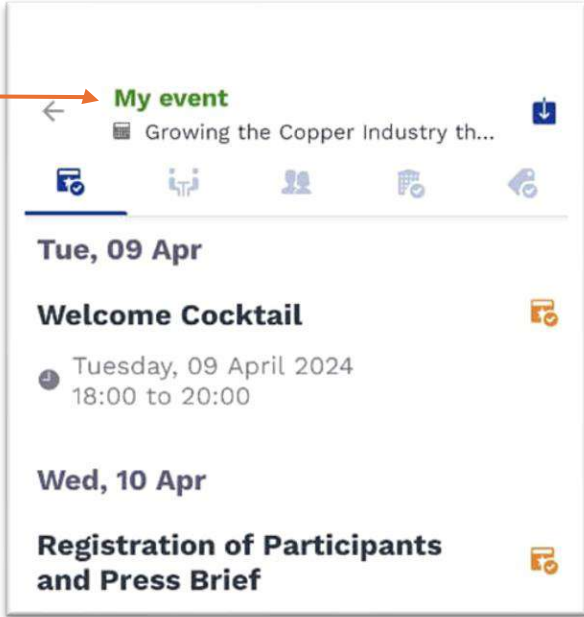 My event
Growing the Copper Industry th...
Tue, 09 Apr
Welcome Cocktail
Tuesday, 09 April 2024
18:00 to 20:00
Wed, 10 Apr
Registration of Participants
and Press Brief